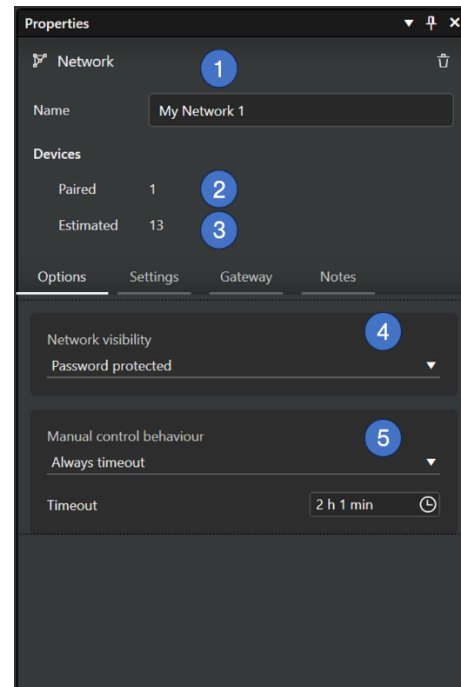 Properties
Network
1
Name My Network 1
Devices
Paired 1 2
Estimated 13 3
Options Settings Gateway Notes
Network visibility 4
Password protected
Manual control behaviour 5
Always timeout
Timeout 2 h 1 min